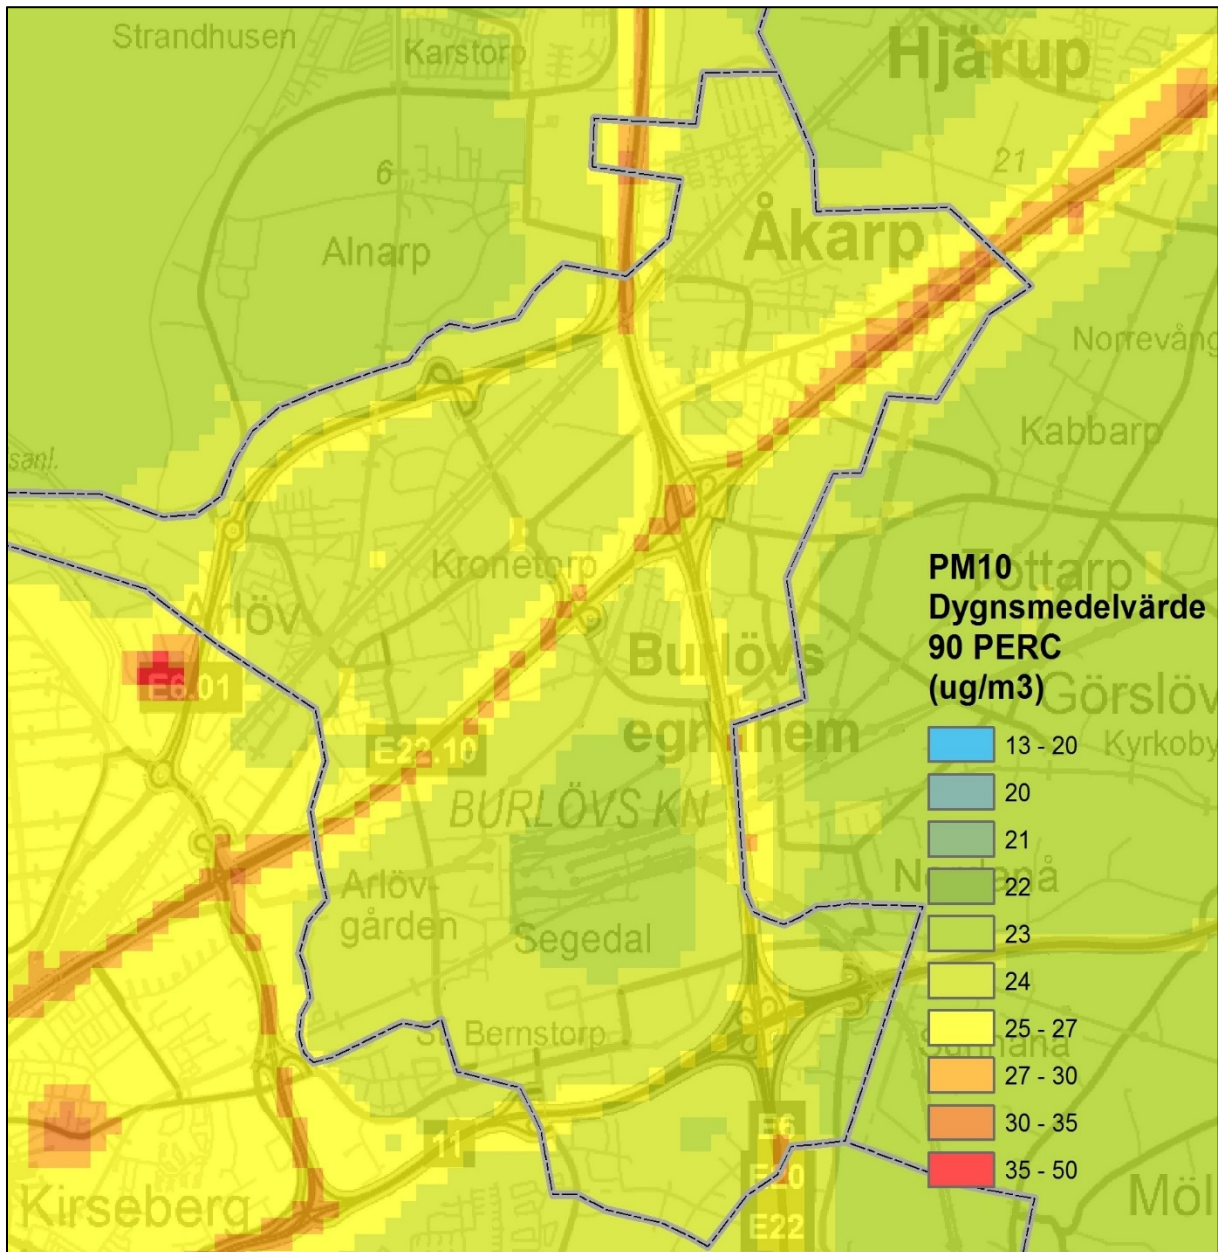 Strandhusen
Karstorp
Hjärup
6
21
Alnarp
Åkarp
Norrevång
Kabbarp
sanl.
Kronetorp
Arlöv
Burlövs
egnahem
E6.01
E22.10
BURLÖVS KN
Görslöv
Kyrkoby
Arlöv-
gården
Segedal
St. Bernstorp
11
E6
E20
E22
Kirseberg
Möl
PM10
Dygnsmedelvärde
90 PERC
(ug/m3)
13 - 20
20
21
22
23
24
25 - 27
27 - 30
30 - 35
35 - 50